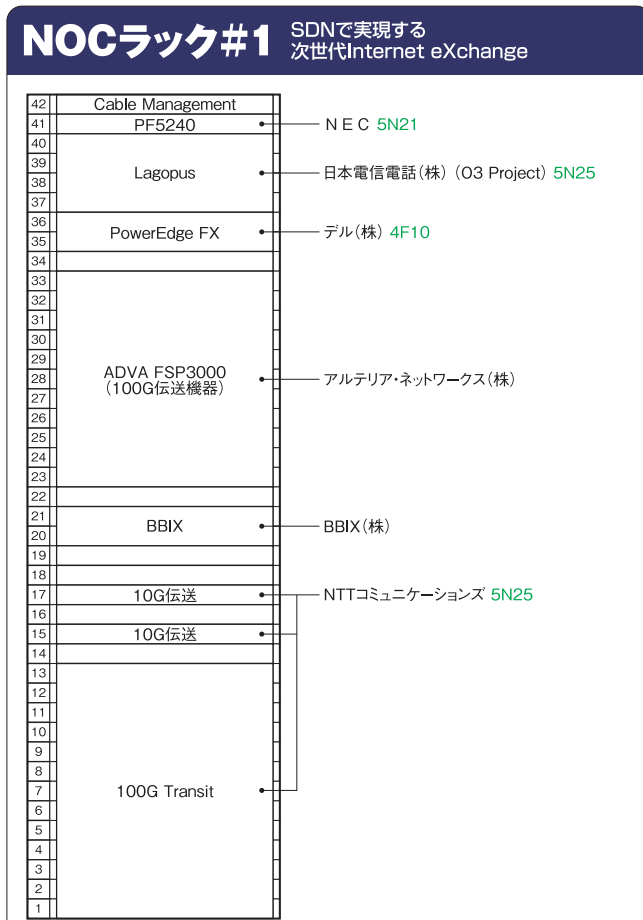 NOCラック#1
SDNで実現する
次世代Internet eXchange
42 Cable Management
41 PF5240 NEC 5N21
40
39
Lagopus 日本電信電話(株)(O3 Project) 5N25
38
37
36
PowerEdge FX デル(株) 4F10
35
34
33
32
31
30
29
28 ADVA FSP3000 アルテリア・ネットワークス(株)
(100G伝送機器)
27
26
25
24
23
22
21
BBIX BBIX(株)
20
19
18
17 10G伝送 NTTコミュニケーションズ 5N25
16
15 10G伝送
14
13
12
11
10
9
8
7 100G Transit
6
5
4
3
2
1